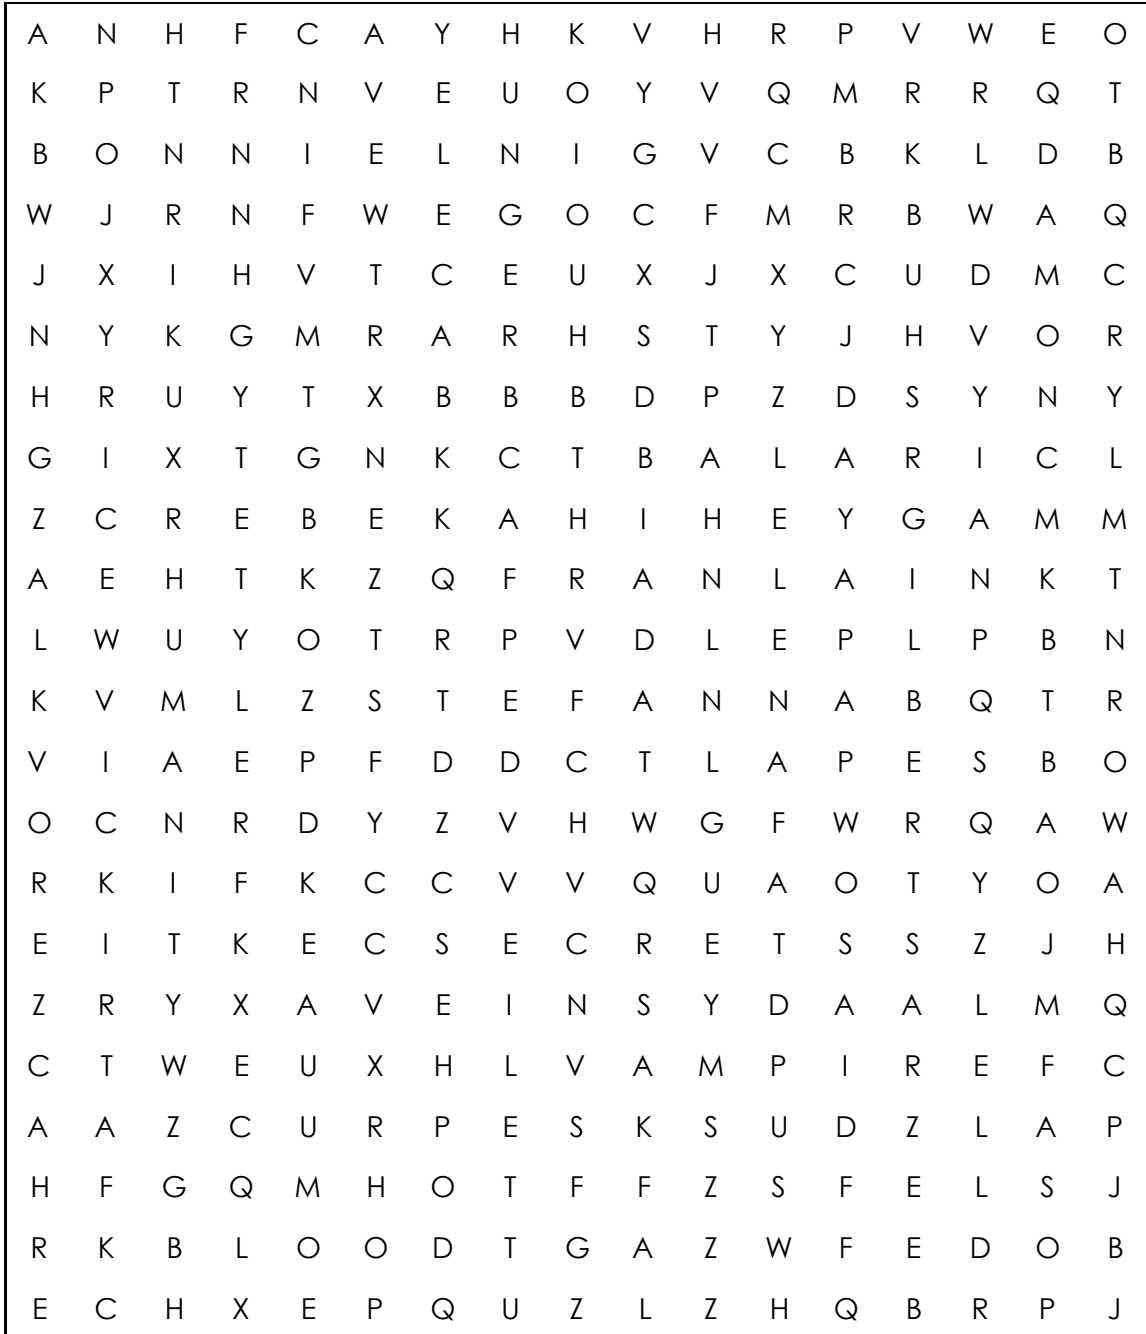 A N H F C A Y H K V H R P V W E O
K P T R N V E U O Y V Q M R R Q T
B O N N I E L N I G V C B K L D B
W J R N F W E G O C F M R B W A Q
J X I H V T C E U X J X C U D M C
N Y K G M R A R H S T Y J H V O R
H R U Y T X B B B D P Z D S Y N Y
G I X T G N K C T B A L A R I C L
Z C R E B E K A H I H E Y G A M M
A E H T K Z Q F R A N L A I N K T
L W U Y O T R P V D L E P L P B N
K V M L Z S T E F A N N A B Q T R
V I A E P F D D C T L A P E S B O
O C N R D Y Z V H W G F W R Q A W
R K I F K C C V V Q U A O T Y O A
E I T K E C S E C R E T S S Z J H
Z R Y X A V E I N S Y D A A L M Q
C T W E U X H L V A M P I R E F C
A A Z C U R P E S K S U D Z L A P
H F G Q M H O T F F Z S F E L S J
R K B L O O D T G A Z W F E D O B
E C H X E P Q U Z L Z H Q B R P J